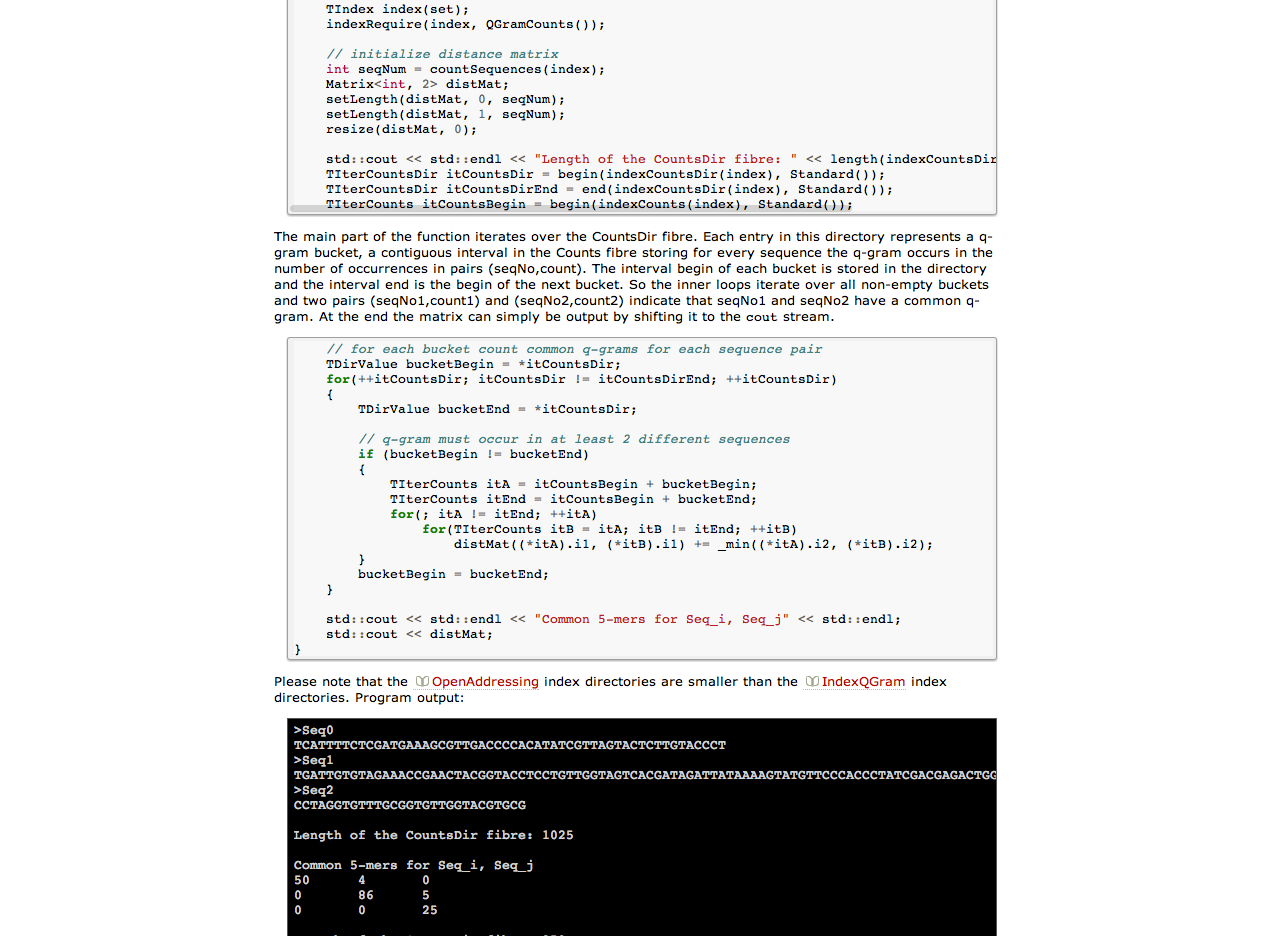 TIndex index(set);
    indexRequire(index, QGramCounts());

    // initialize distance matrix
    int seqNum = countSequences(index);
    Matrix<int, 2> distMat;
    setLength(distMat, 0, seqNum);
    setLength(distMat, 1, seqNum);
    resize(distMat, 0);

    std::cout << std::endl << "Length of the CountsDir fibre: " << length(indexCountsDir
    TIterCountsDir itCountsDir = begin(indexCountsDir(index), Standard());
    TIterCountsDir itCountsDirEnd = end(indexCountsDir(index), Standard());
    TIterCounts itCountsBegin = begin(indexCounts(index), Standard());
The main part of the function iterates over the CountsDir fibre. Each entry in this directory represents a q-
gram bucket, a contiguous interval in the Counts fibre storing for every sequence the q-gram occurs in the
number of occurrences in pairs (seqNo,count). The interval begin of each bucket is stored in the directory
and the interval end is the begin of the next bucket. So the inner loops iterate over all non-empty buckets
and two pairs (seqNo1,count1) and (seqNo2,count2) indicate that seqNo1 and seqNo2 have a common q-
gram. At the end the matrix can simply be output by shifting it to the cout stream.
    // for each bucket count common q-grams for each sequence pair
    TDirValue bucketBegin = *itCountsDir;
    for(++itCountsDir; itCountsDir != itCountsDirEnd; ++itCountsDir)
    {
        TDirValue bucketEnd = *itCountsDir;

        // q-gram must occur in at least 2 different sequences
        if (bucketBegin != bucketEnd)
        {
            TIterCounts itA = itCountsBegin + bucketBegin;
            TIterCounts itEnd = itCountsBegin + bucketEnd;
            for(; itA != itEnd; ++itA)
                for(TIterCounts itB = itA; itB != itEnd; ++itB)
                    distMat((*itA).i1, (*itB).i1) += _min((*itA).i2, (*itB).i2);
        }
        bucketBegin = bucketEnd;
    }

    std::cout << std::endl << "Common 5-mers for Seq_i, Seq_j" << std::endl;
    std::cout << distMat;
}
Please note that the OpenAddressing index directories are smaller than the IndexQGram index
directories. Program output:
>Seq0
TCATTTTCTCGATGAAAGCGTTGACCCCACATATCGTTAGTACTCTTGTACCCT
>Seq1
TGATTGTGTAGAAACCGAACTACGGTACCTCCTGTTGGTAGTCACGATAGATTATAAAAGTATGTTCCCACCCTATCGACGAGACTGG
>Seq2
CCTAGGTGTTTGCGGTGTTGGTACGTGCG

Length of the CountsDir fibre: 1025

Common 5-mers for Seq_i, Seq_j
50      4       0
0       86      5
0       0       25